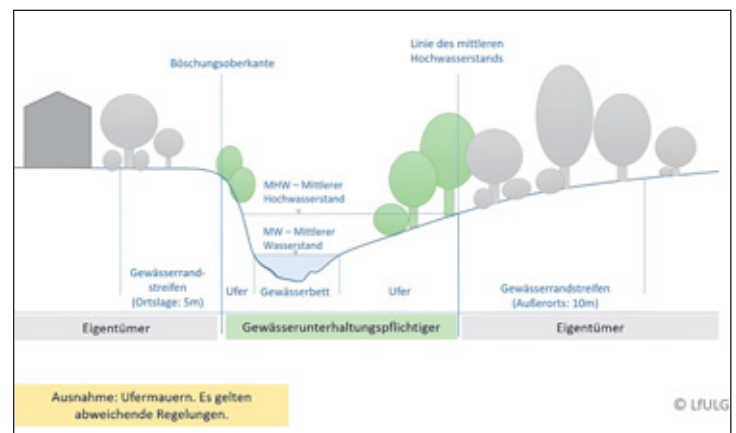 Linie des mittleren
Hochwasserstands
Böschungsoberkante
MHW – Mittlerer
Hochwasserstand
MW – Mittlerer
Wasserstand
Gewässerrand-
streifen
(Ortslage: 5m)
Ufer
Gewässerbett
Ufer
Gewässerrandstreifen
(Außerorts: 10m)
Eigentümer
Gewässerunterhaltungspflichtiger
Eigentümer
Ausnahme: Ufermauern. Es gelten
abweichende Regelungen.
© LfULG